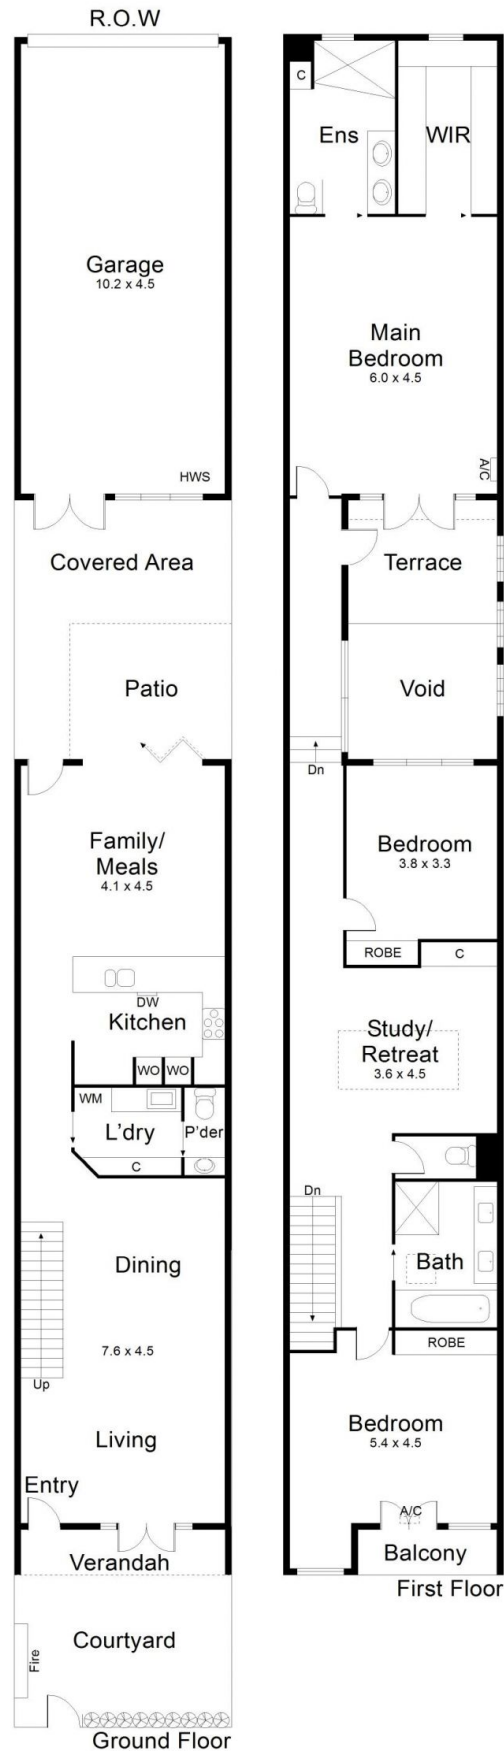 R.O.W
Garage
10.2 x 4.5
HWS
Covered Area
Patio
Family/
Meals
4.1 x 4.5
DW
Kitchen
WO WO
WM
L'dry
P'der
C
Dining
7.6 x 4.5
Up
Living
Entry
Verandah
Courtyard
Fire
Ground Floor
C
Ens
WIR
Main
Bedroom
6.0 x 4.5
A/C
Terrace
Void
Dn
Bedroom
3.8 x 3.3
ROBE
C
Study/
Retreat
3.6 x 4.5
Dn
Bath
ROBE
Bedroom
5.4 x 4.5
A/C
Balcony
First Floor